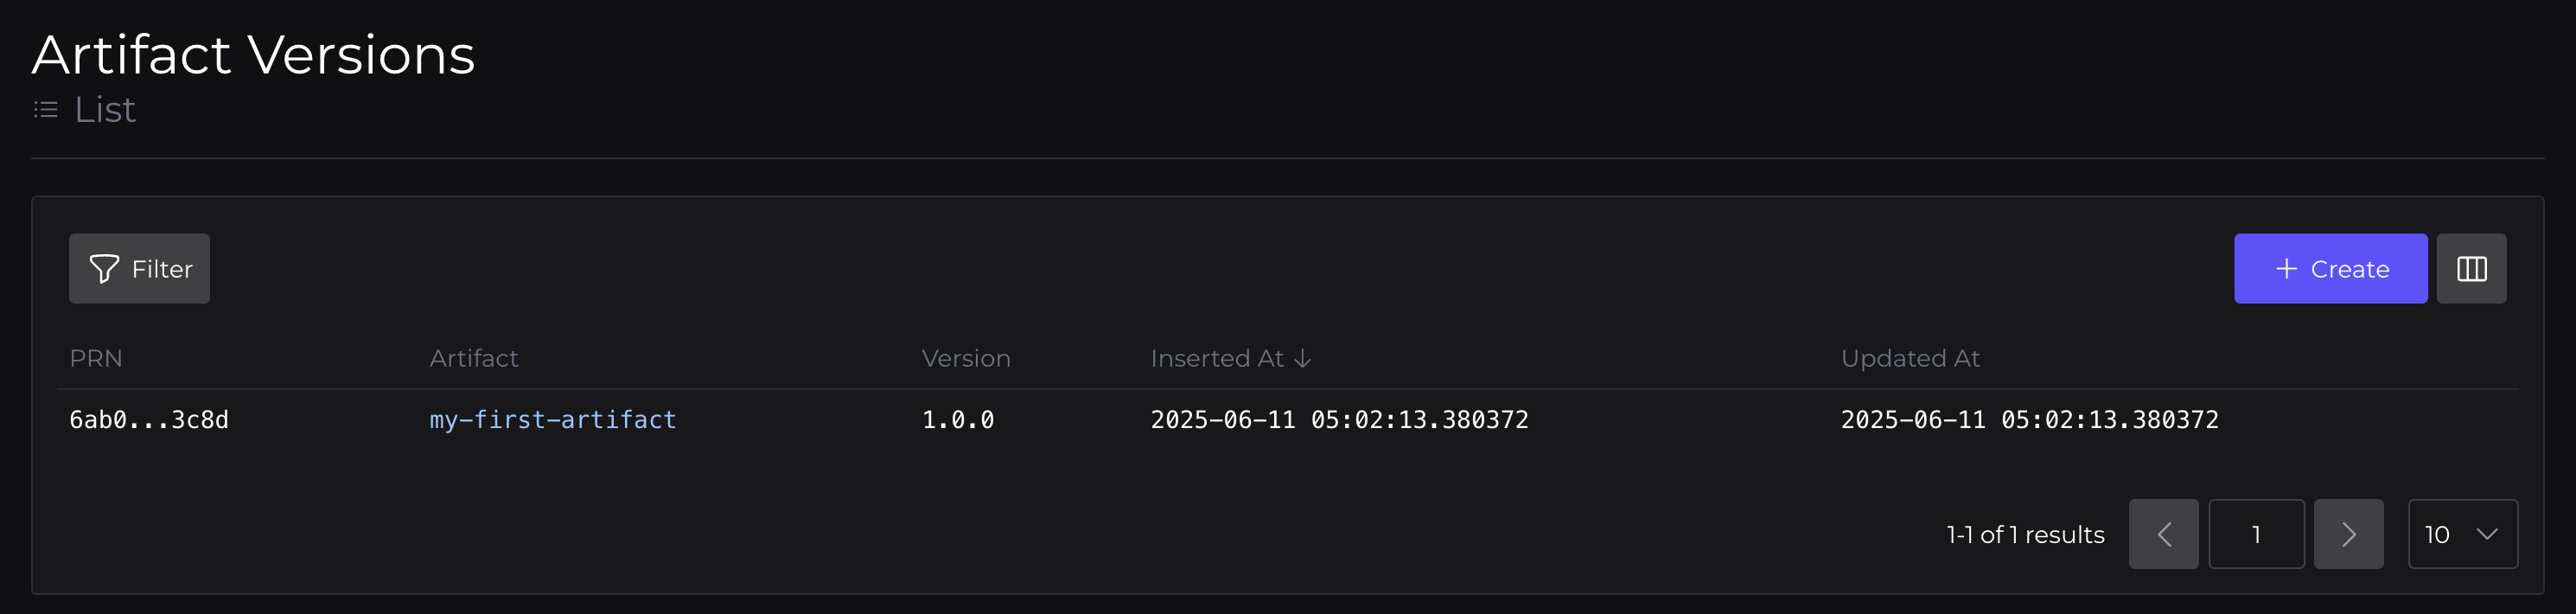 Artifact Versions
List
Filter
Create
PRN Artifact Version Inserted At Updated At
6ab0...3c8d my-first-artifact 1.0.0 2025-06-11 05:02:13.380372 2025-06-11 05:02:13.380372
1-1 of 1 results 1 10